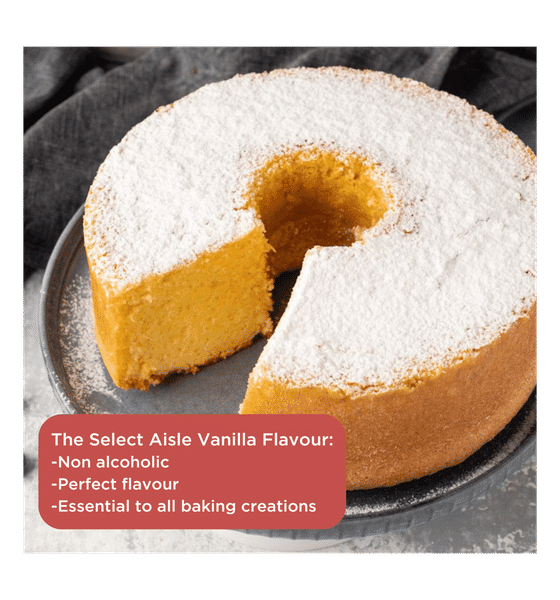 The Select Aisle Vanilla Flavour:
-Non alcoholic
-Perfect flavour
-Essential to all baking creations